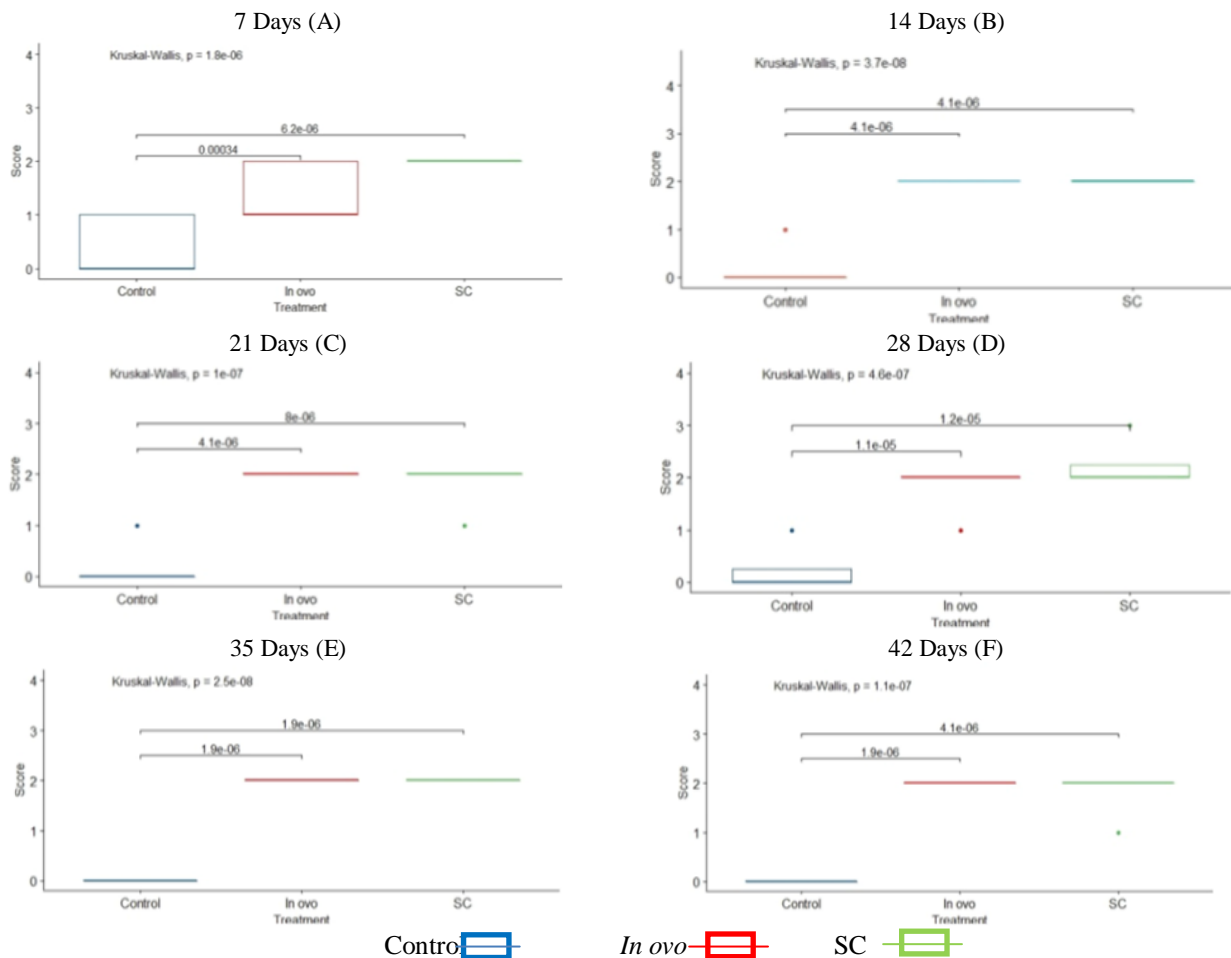 7 Days (A)
Kruskal-Wallis, p = 1.8e-06
4
3
2
1
0
Score
6.2e-06
0.00034
Control
In ovo
SC
Treatment
14 Days (B)
Kruskal-Wallis, p = 3.7e-08
4
3
2
1
0
Score
4.1e-06
4.1e-06
Control
In ovo
SC
Treatment
21 Days (C)
Kruskal-Wallis, p = 1e-07
4
3
2
1
0
Score
8e-06
4.1e-06
Control
In ovo
SC
Treatment
28 Days (D)
Kruskal-Wallis, p = 4.6e-07
4
3
2
1
0
Score
1.2e-05
1.1e-05
Control
In ovo
SC
Treatment
35 Days (E)
Kruskal-Wallis, p = 2.5e-08
4
3
2
1
0
Score
1.9e-06
1.9e-06
Control
In ovo
SC
Treatment
42 Days (F)
Kruskal-Wallis, p = 1.1e-07
4
3
2
1
0
Score
4.1e-06
1.9e-06
Control
In ovo
SC
Treatment
Control In ovo SC